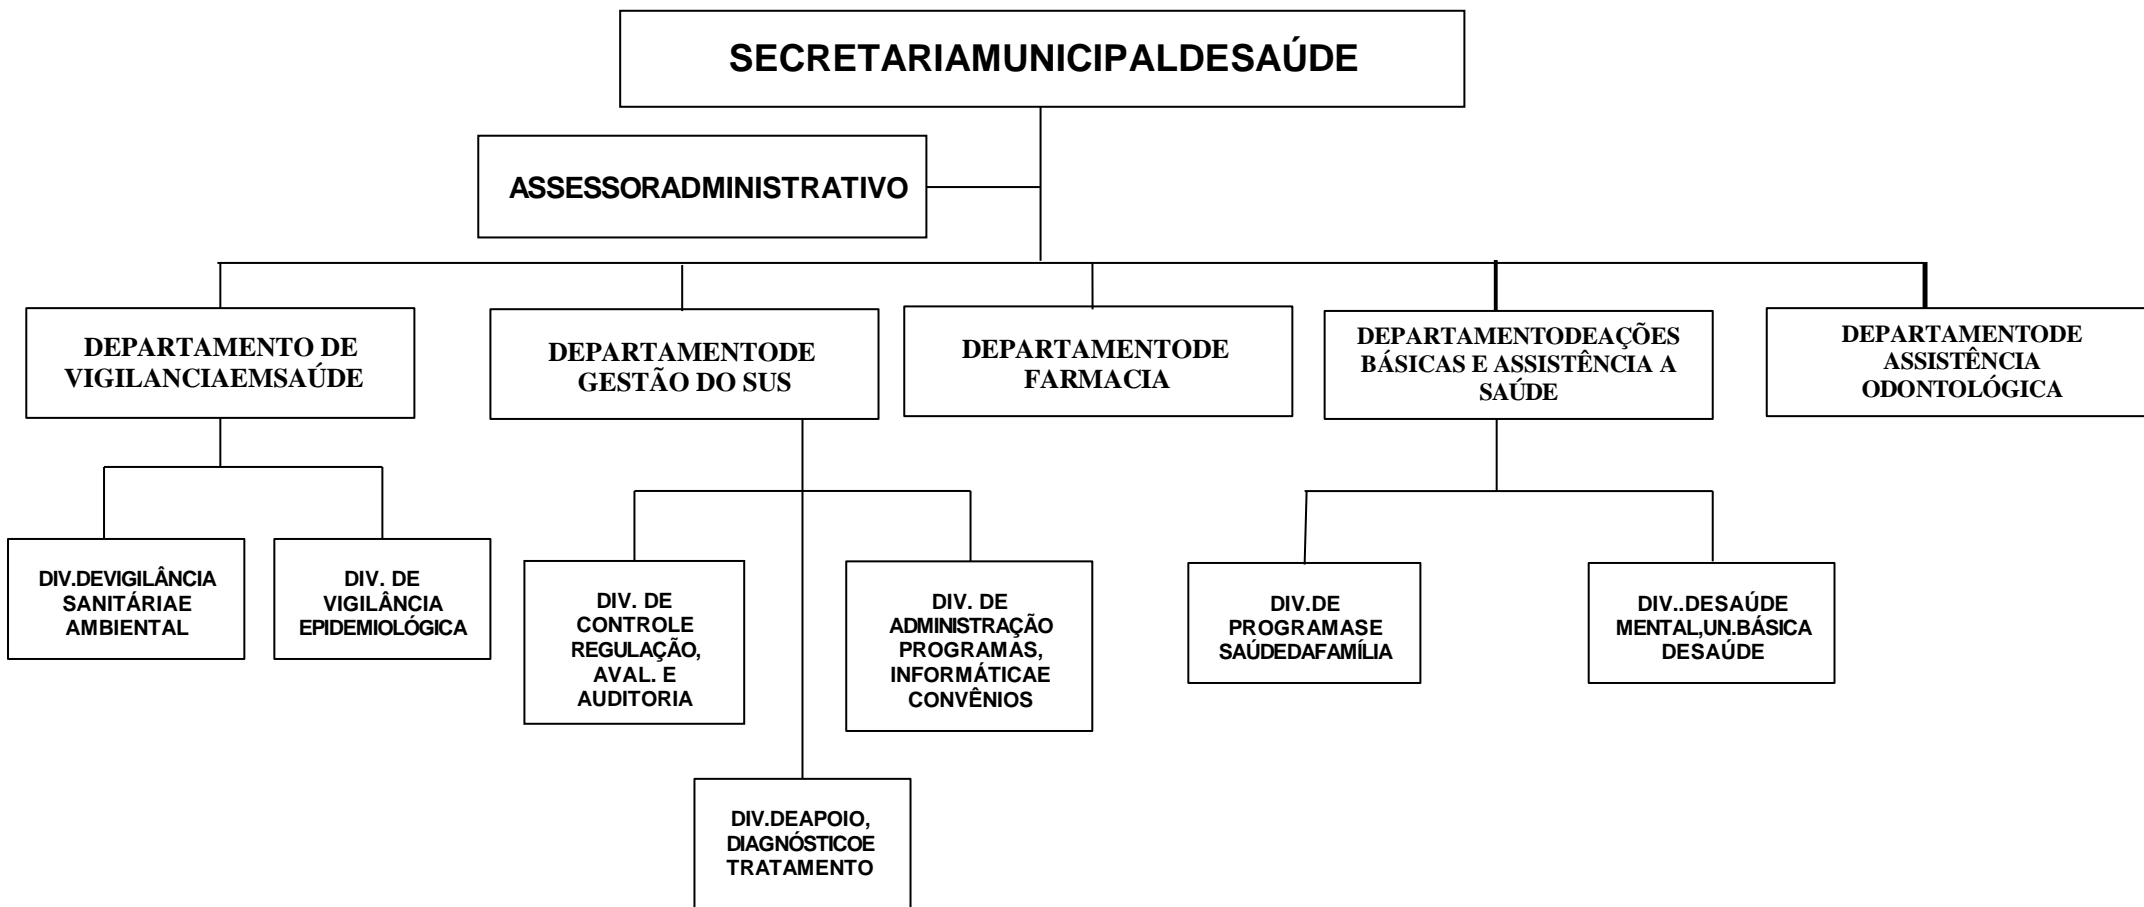 SECRETARIAMUNICIPALDESAÚDE
ASSESSORADMINISTRATIVO
DEPARTAMENTO DE
VIGILANCIAEMSAÚDE
DEPARTAMENTODE
GESTÃO DO SUS
DEPARTAMENTODE
FARMACIA
DEPARTAMENTODEAÇÕES
BÁSICAS E ASSISTÊNCIA A
SAÚDE
DEPARTAMENTODE
ASSISTÊNCIA
ODONTOLÓGICA
DIV.DEVIGILÂNCIA
SANITÁRIAE
AMBIENTAL
DIV. DE
VIGILÂNCIA
EPIDEMIOLÓGICA
DIV. DE
CONTROLE
REGULAÇÃO,
AVAL. E
AUDITORIA
DIV. DE
ADMINISTRAÇÃO
PROGRAMAS,
INFORMÁTICAE
CONVÊNIOS
DIV.DE
PROGRAMASE
SAÚDEDAFAMÍLIA
DIV..DESAÚDE
MENTAL,UN.BÁSICA
DESAÚDE
DIV.DEAPOIO,
DIAGNÓSTICOE
TRATAMENTO